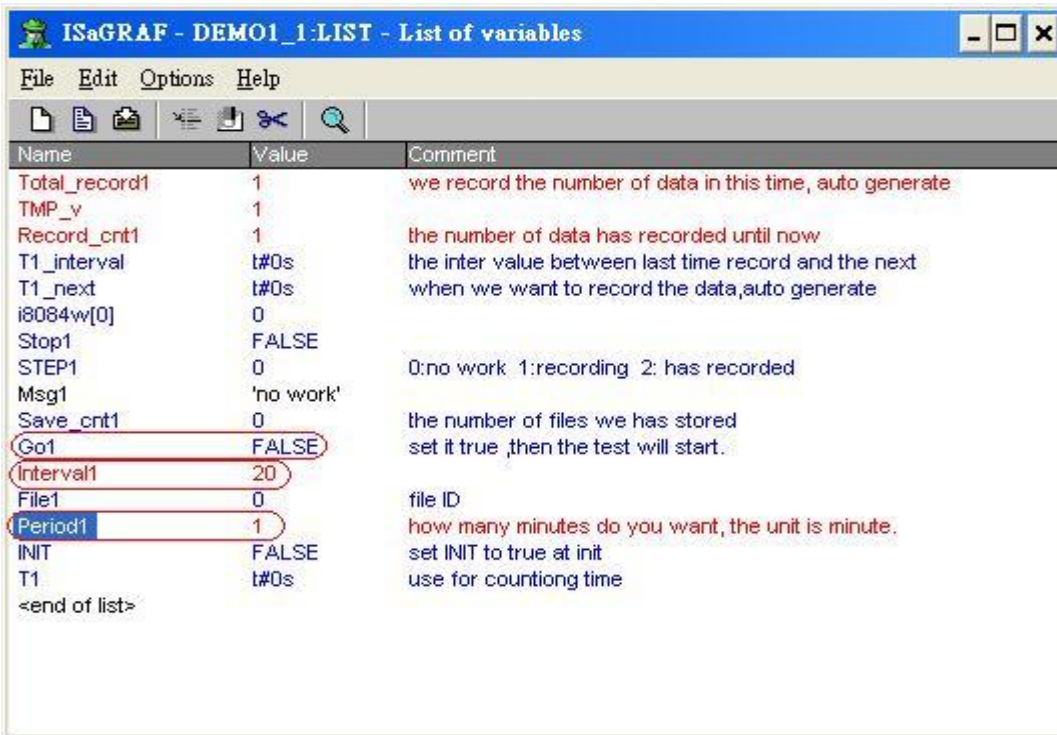 ISaGRAF - DEMO1_1:LIST - List of variables
File Edit Options Help
Name Value Comment
Total_record1 1 we record the number of data in this time, auto generate
TMP_v 1
Record_cnt1 1 the number of data has recorded until now
T1_interval t#0s the inter value between last time record and the next
T1_next t#0s when we want to record the data,auto generate
i8084w[0] 0
Stop1 FALSE
STEP1 0 0:no work 1:recording 2: has recorded
Msg1 'no work'
Save_cnt1 0 the number of files we has stored
Go1 FALSE set it true ,then the test will start.
Interval1 20
File1 0 file ID
Period1 1 how many minutes do you want, the unit is minute.
INIT FALSE set INIT to true at init
T1 t#0s use for countiong time
<end of list>